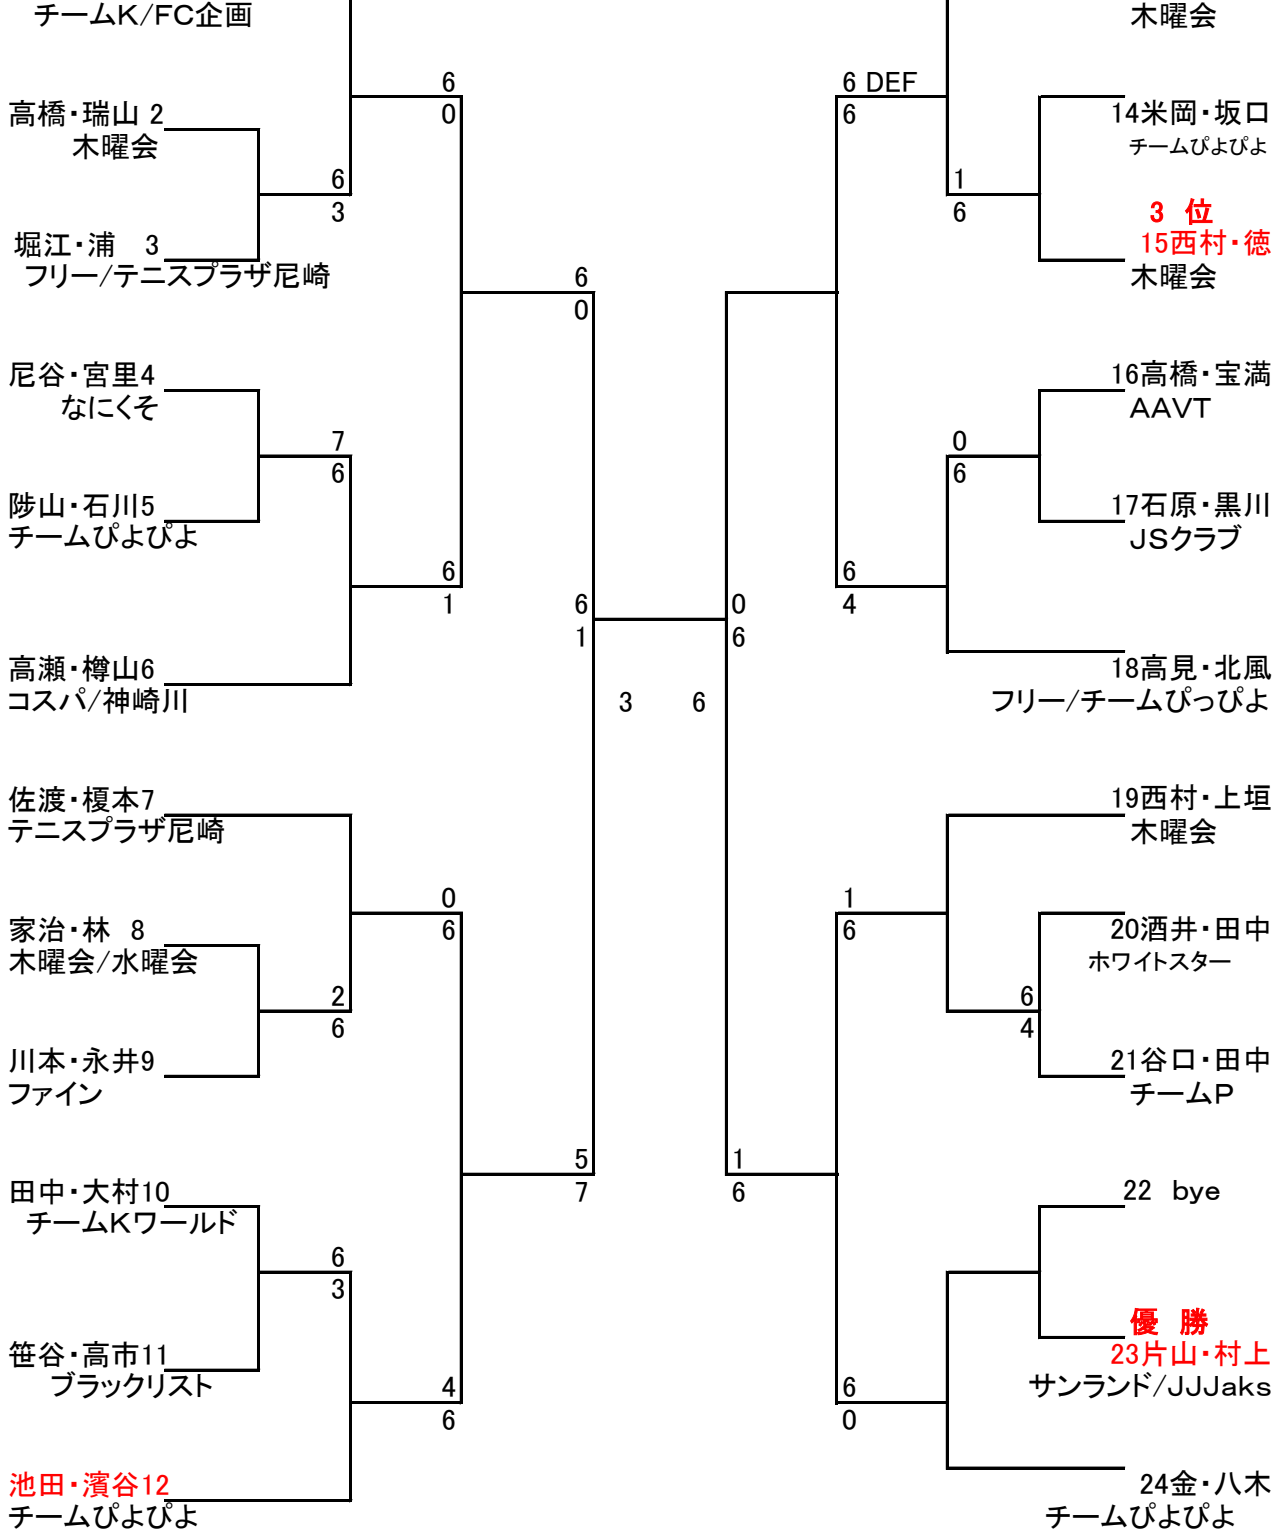 チームK/FC企画
6
0
高橋・瑞山 2
木曜会
6
3
堀江・浦 3
フリー/テニスプラザ尼崎
6
0
尼谷・宮里4
なにくそ
7
6
陟山・石川5
チームぴよぴよ
6
1
6
1
高瀬・樽山6
コスパ/神崎川
3 6
佐渡・榎本7
テニスプラザ尼崎
0
6
家治・林 8
木曜会/水曜会
2
6
川本・永井9
ファイン
5
7
田中・大村10
チームKワールド
6
3
笹谷・高市11
ブラックリスト
4
6
池田・濱谷12
チームぴよぴよ
木曜会
6 DEF
6
14米岡・坂口
チームぴよぴよ
1
6
3 位
15西村・徳
木曜会
16高橋・宝満
AAVT
0
6
17石原・黒川
JSクラブ
6
4
0
6
18高見・北風
フリー/チームぴっぴよ
19西村・上垣
木曜会
1
6
20酒井・田中
ホワイトスター
6
4
21谷口・田中
チームP
1
6
22 bye
優 勝
23片山・村上
サンランド/JJJaks
6
0
24金・八木
チームぴよぴよ